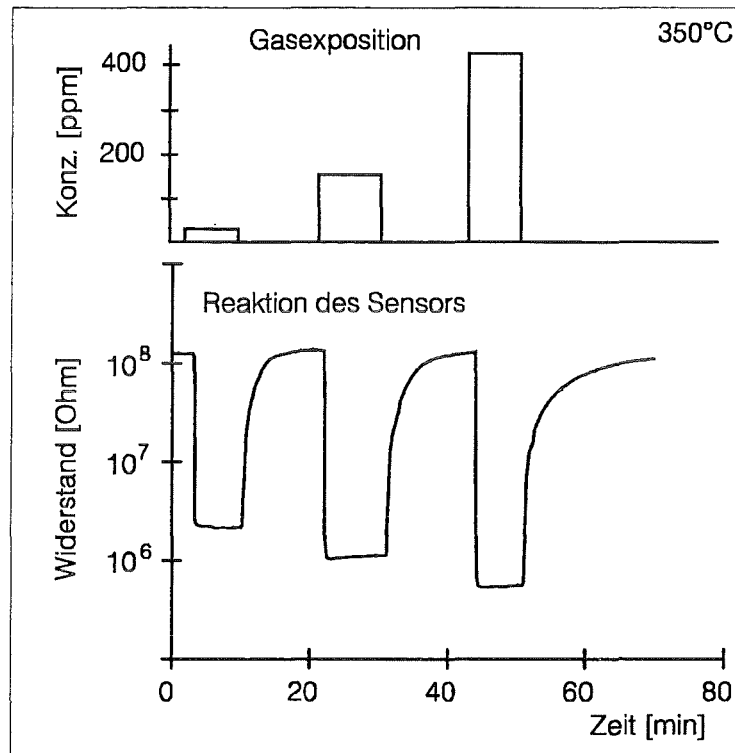 Gasexposition
350°C
Konz. [ppm]
400
200
Reaktion des Sensors
Widerstand [Ohm]
10⁸
10⁷
10⁶
0 20 40 60 80
Zeit [min]